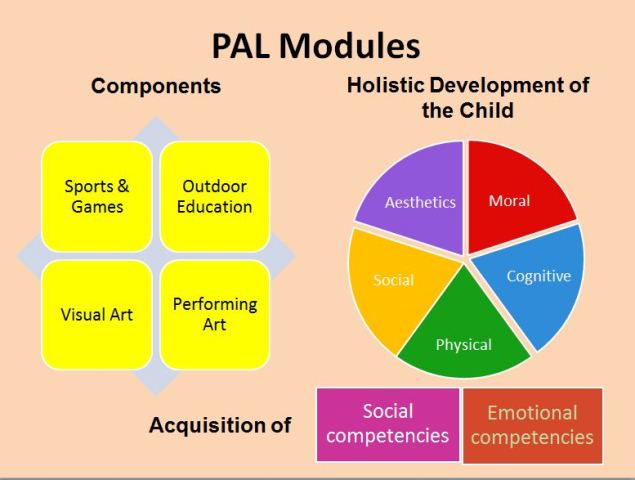 PAL Modules
Components
Sports &
Games
Outdoor
Education
Visual Art
Performing
Art
Holistic Development of
the Child
Aesthetics
Moral
Social
Cognitive
Physical
Acquisition of
Social
competencies
Emotional
competencies